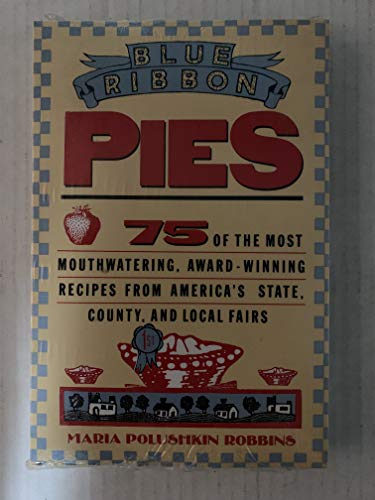 BLUE
RIBBON
PIES
75 OF THE MOST
MOUTHWATERING, AWARD-WINNING
RECIPES FROM AMERICA'S STATE,
COUNTY, AND LOCAL FAIRS
1ST
MARIA POLUSHKIN ROBBINS